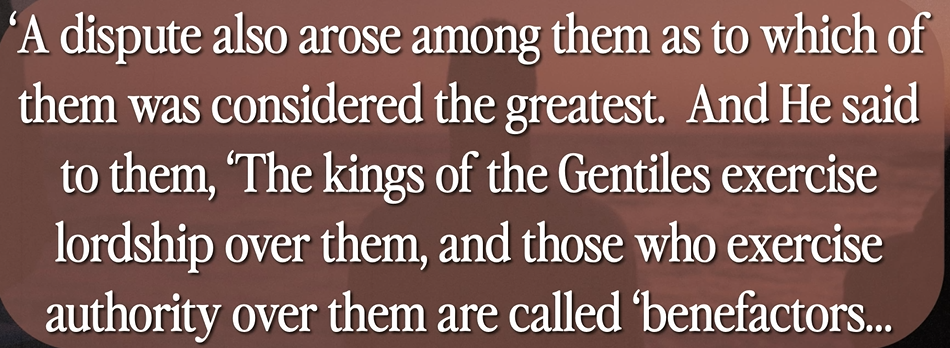 ‘A dispute also arose among them as to which of
them was considered the greatest.  And He said
to them, ‘The kings of the Gentiles exercise
lordship over them, and those who exercise
authority over them are called ‘benefactors...